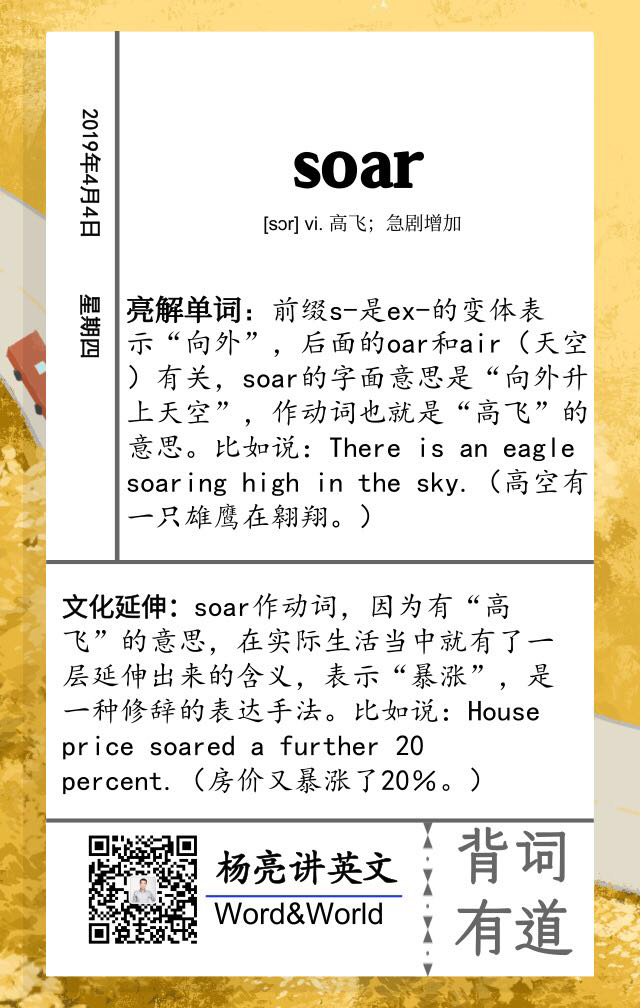 2019年4月4日
星期四
soar
[sɔr] vi. 高飞；急剧增加
亮解单词：前缀s-是ex-的变体表
示“向外”，后面的oar和air（天空
）有关，soar的字面意思是“向外升
上天空”，作动词也就是“高飞”的
意思。比如说：There is an eagle
soaring high in the sky.（高空有
一只雄鹰在翱翔。）
文化延伸：soar作动词，因为有“高
飞”的意思，在实际生活当中就有了一
层延伸出来的含义，表示“暴涨”，是
一种修辞的表达手法。比如说：House
price soared a further 20
percent.（房价又暴涨了20%。）
杨亮讲英文
Word&World
背词
有道